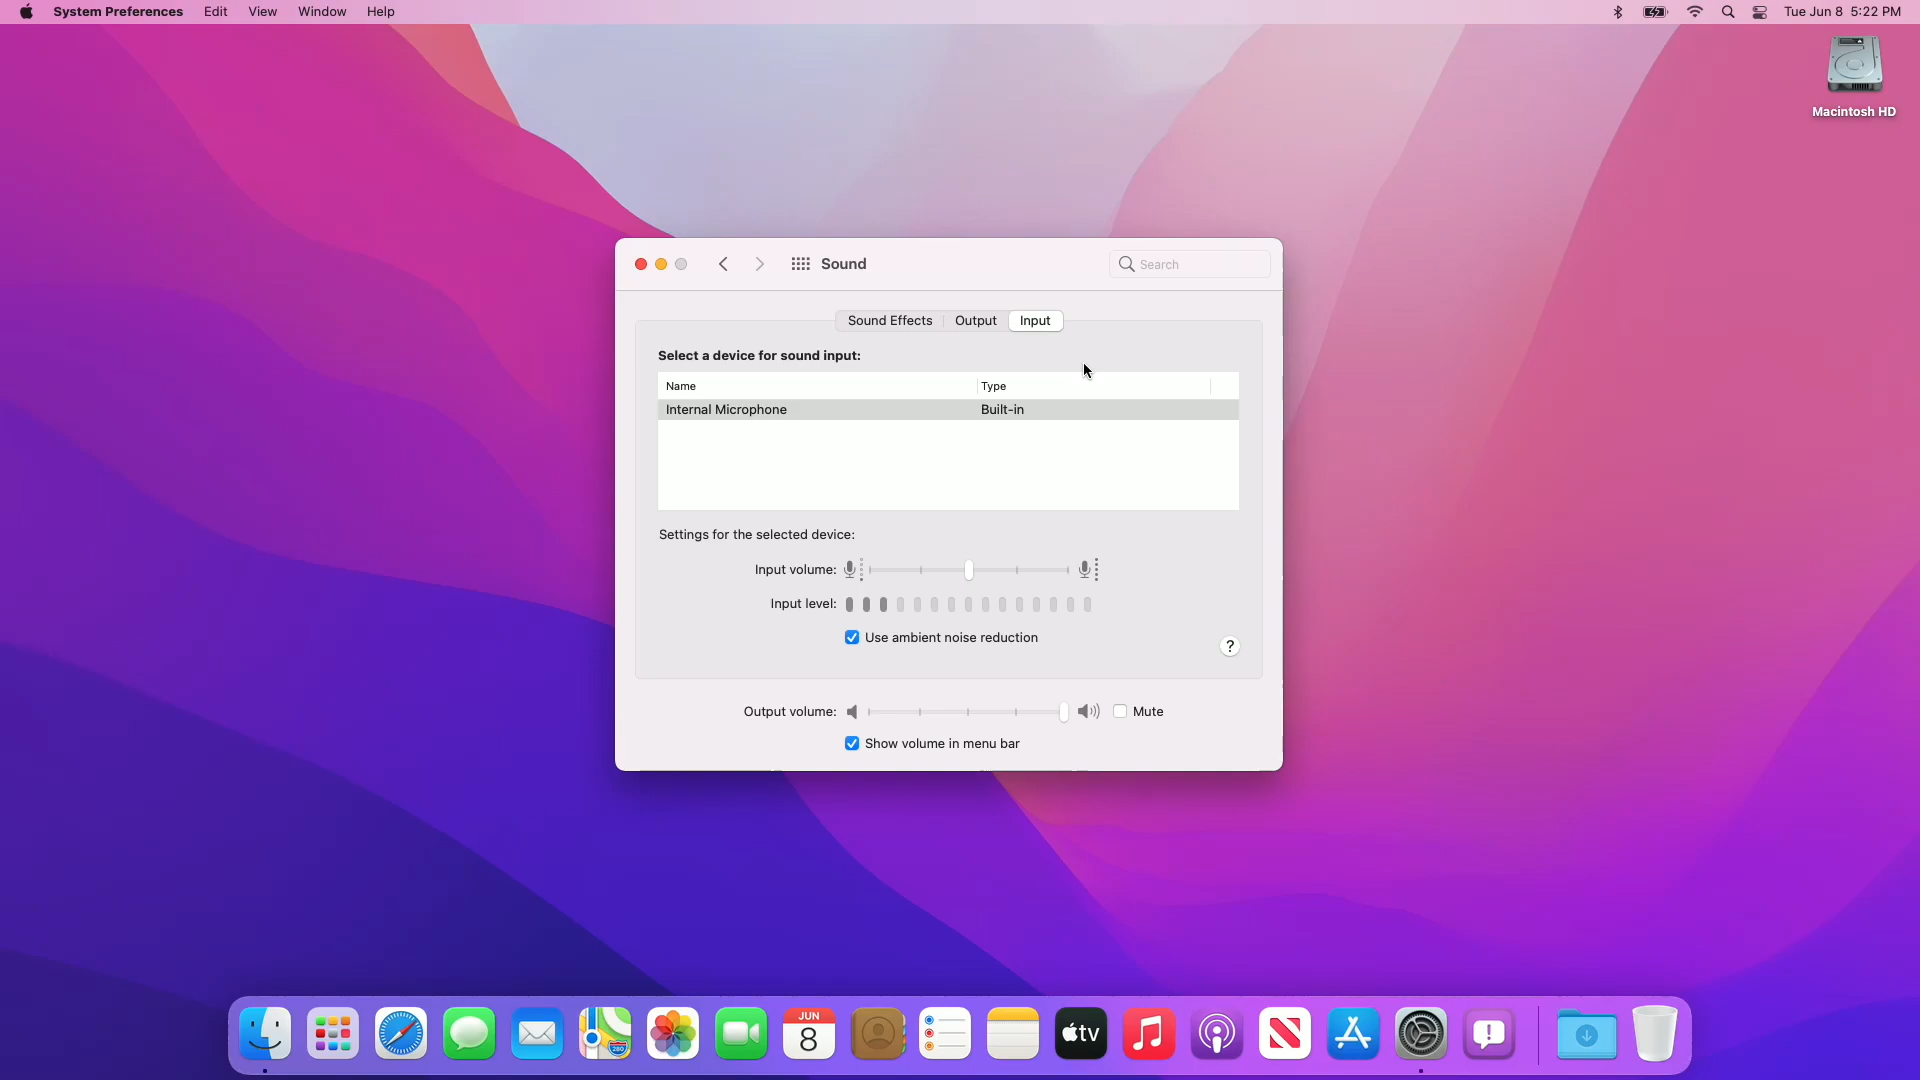 System Preferences Edit View Window Help Tue Jun 8 5:22 PM
Macintosh HD
Sound Search
Sound Effects Output Input
Select a device for sound input:
Name Type
Internal Microphone Built-in
Settings for the selected device:
Input volume:
Input level:
Use ambient noise reduction
?
Output volume: Mute
Show volume in menu bar
280
JUN
8
tv